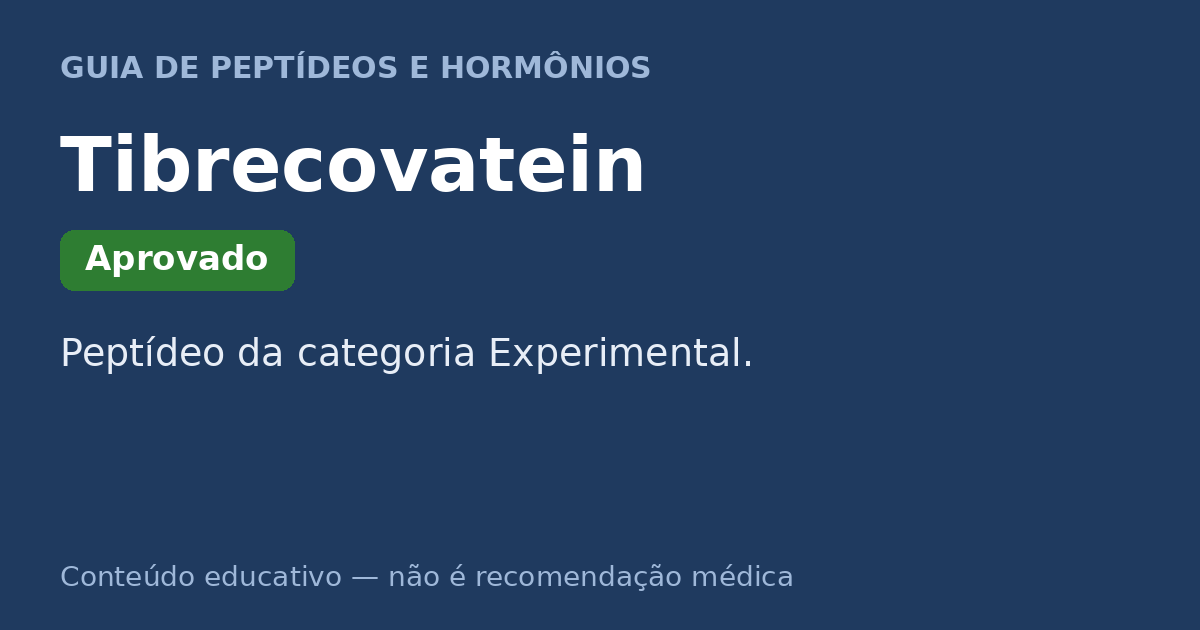 GUIA DE PEPTÍDEOS E HORMÔNIOS
Tibrecovatein
Aprovado
Peptídeo da categoria Experimental.
Conteúdo educativo — não é recomendação médica